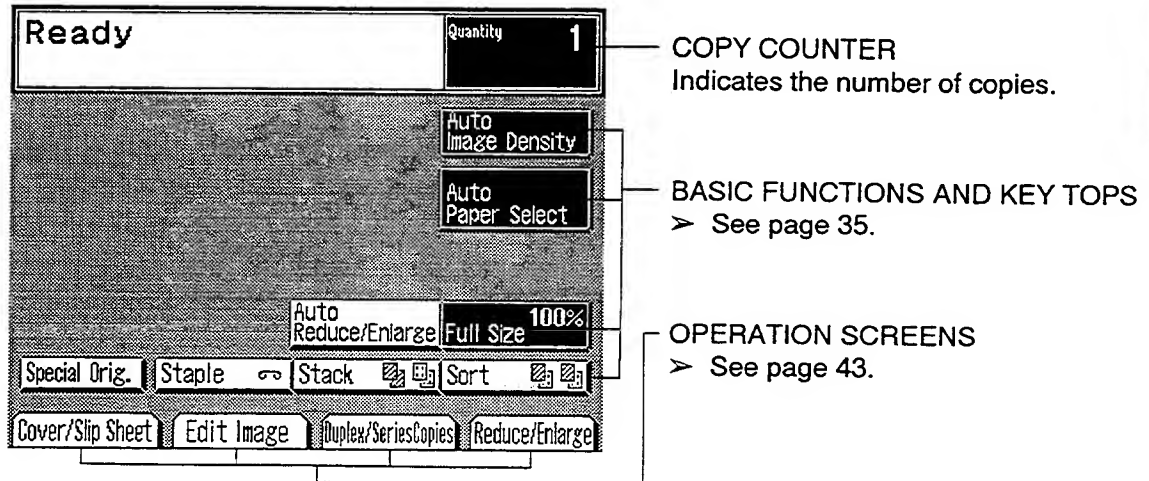 Ready
Quantity 1
COPY COUNTER
Indicates the number of copies.
Auto
Image Density
Auto
Paper Select
BASIC FUNCTIONS AND KEY TOPS
➢ See page 35.
Auto
Reduce/Enlarge
100%
Full Size
OPERATION SCREENS
➢ See page 43.
Special Orig. Staple Stack Sort
Cover/Slip Sheet Edit Image Duplex/SeriesCopies Reduce/Enlarge